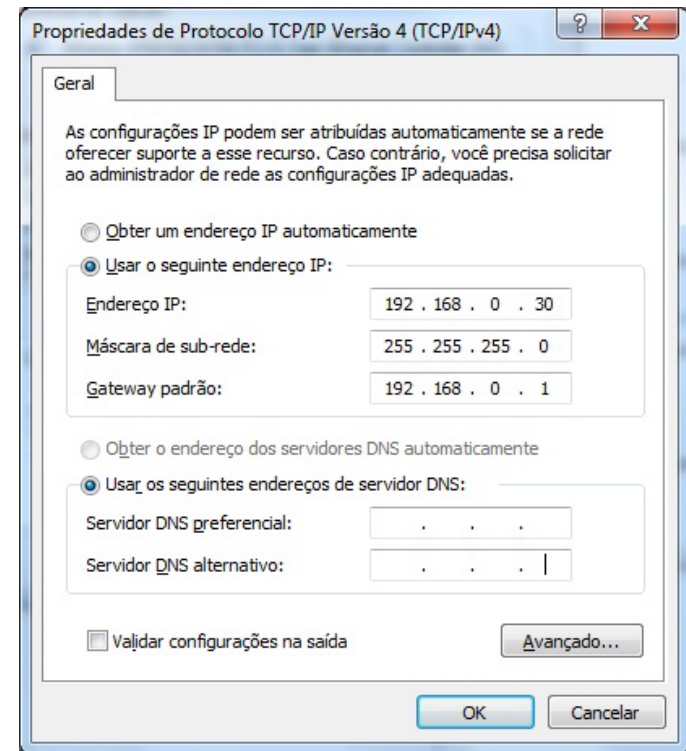 Propriedades de Protocolo TCP/IP Versão 4 (TCP/IPv4)
Geral
As configurações IP podem ser atribuídas automaticamente se a rede
oferecer suporte a esse recurso. Caso contrário, você precisa solicitar
ao administrador de rede as configurações IP adequadas.
Obter um endereço IP automaticamente
Usar o seguinte endereço IP:
Endereço IP: 192 . 168 . 0 . 30
Máscara de sub-rede: 255 . 255 . 255 . 0
Gateway padrão: 192 . 168 . 0 . 1
Obter o endereço dos servidores DNS automaticamente
Usar os seguintes endereços de servidor DNS:
Servidor DNS preferencial: . . .
Servidor DNS alternativo: . . .
Validar configurações na saída
Avançado...
OK Cancelar